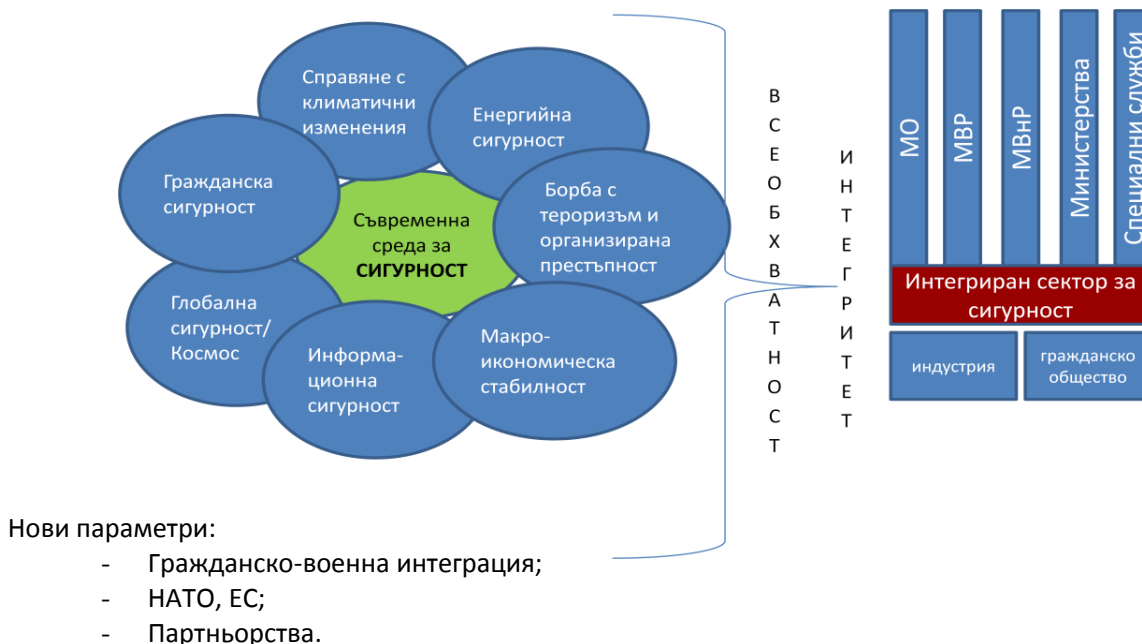 Справяне с
климатични
изменения
Енергийна
сигурност
Гражданска
сигурност
Съвременна
среда за
СИГУРНОСТ
Борба с
тероризъм и
организирана
престъпност
Глобална
сигурност/
Космос
Информа-
ционна
сигурност
Макро-
икономическа
стабилност
ВСЕОБХВАТНОСТ
ИНТЕГРИТЕТ
МО
МВР
МВнР
Министерства
Специални служби
Интегриран сектор за
сигурност
индустрия
гражданско
общество
Нови параметри:
- Гражданско-военна интеграция;
- НАТО, ЕС;
- Партньорства.